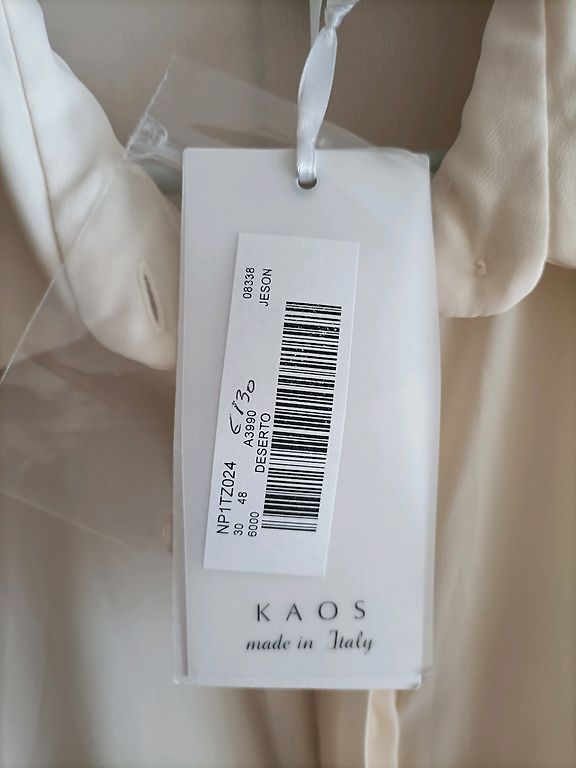 08338
JESON
€130
NP1TZ024 A3990
30 48 DESERTO
6000
KAOS
made in Italy